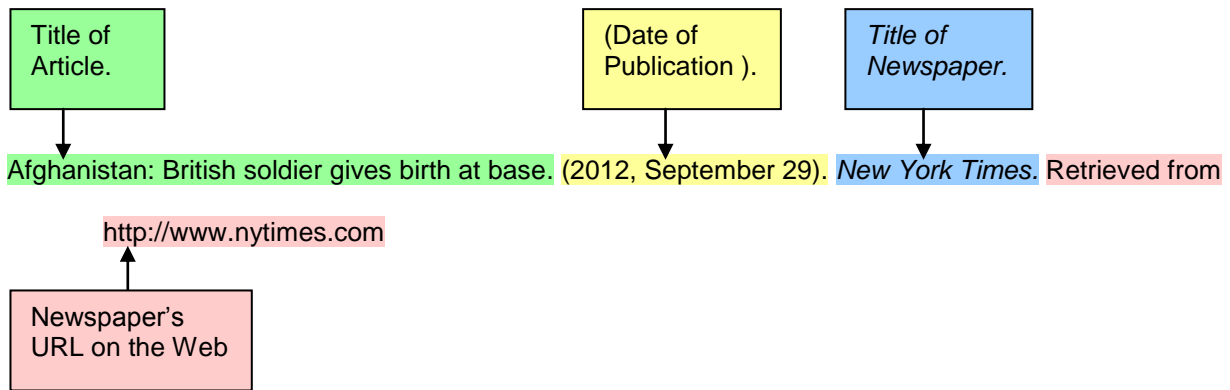 Title of
Article.
(Date of
Publication ).
Title of
Newspaper.
Afghanistan: British soldier gives birth at base. (2012, September 29). New York Times. Retrieved from
http://www.nytimes.com
Newspaper’s
URL on the Web